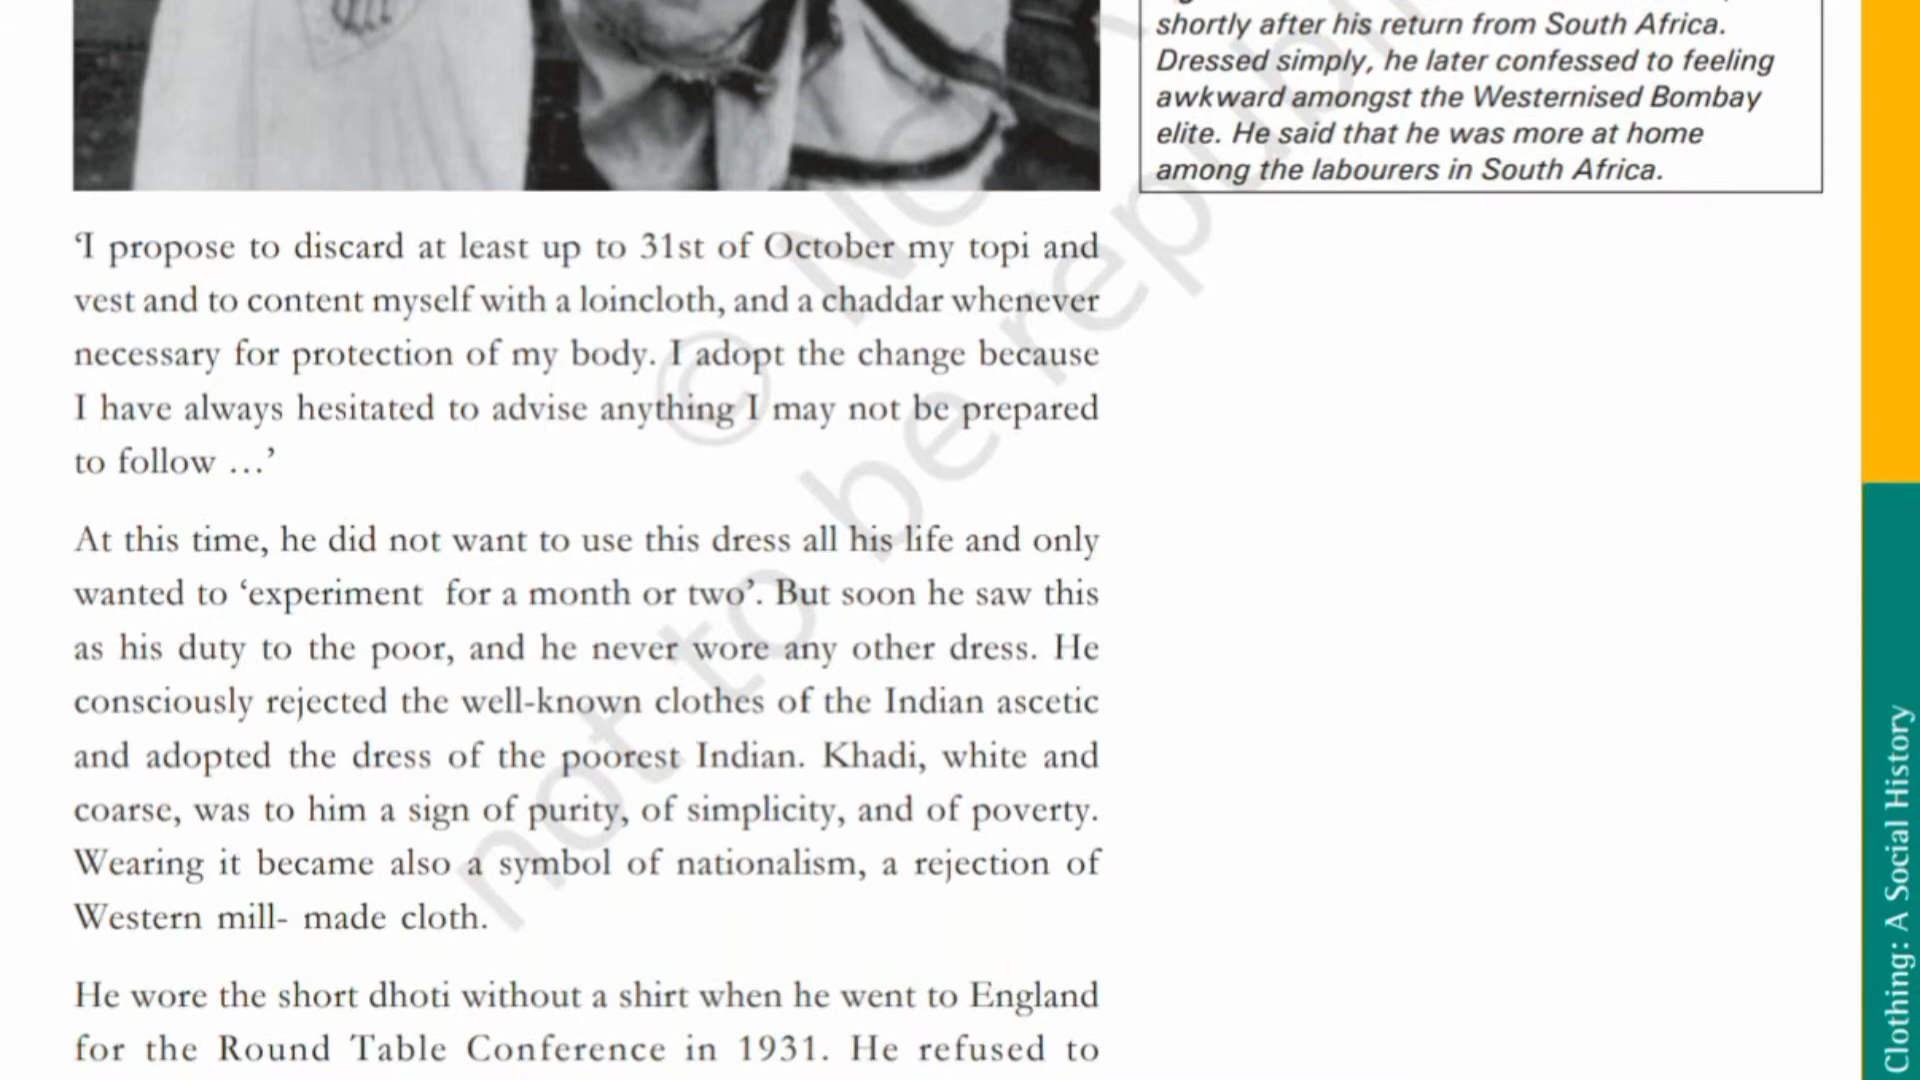 shortly after his return from South Africa.
Dressed simply, he later confessed to feeling
awkward amongst the Westernised Bombay
elite. He said that he was more at home
among the labourers in South Africa.
‘I propose to discard at least up to 31st of October my topi and
vest and to content myself with a loincloth, and a chaddar whenever
necessary for protection of my body. I adopt the change because
I have always hesitated to advise anything I may not be prepared
to follow …’
At this time, he did not want to use this dress all his life and only
wanted to ‘experiment  for a month or two’. But soon he saw this
as his duty to the poor, and he never wore any other dress. He
consciously rejected the well-known clothes of the Indian ascetic
and adopted the dress of the poorest Indian. Khadi, white and
coarse, was to him a sign of purity, of simplicity, and of poverty.
Wearing it became also a symbol of nationalism, a rejection of
Western mill- made cloth.
He wore the short dhoti without a shirt when he went to England
for the Round Table Conference in 1931. He refused to
Clothing: A Social History
© 
not to be republ